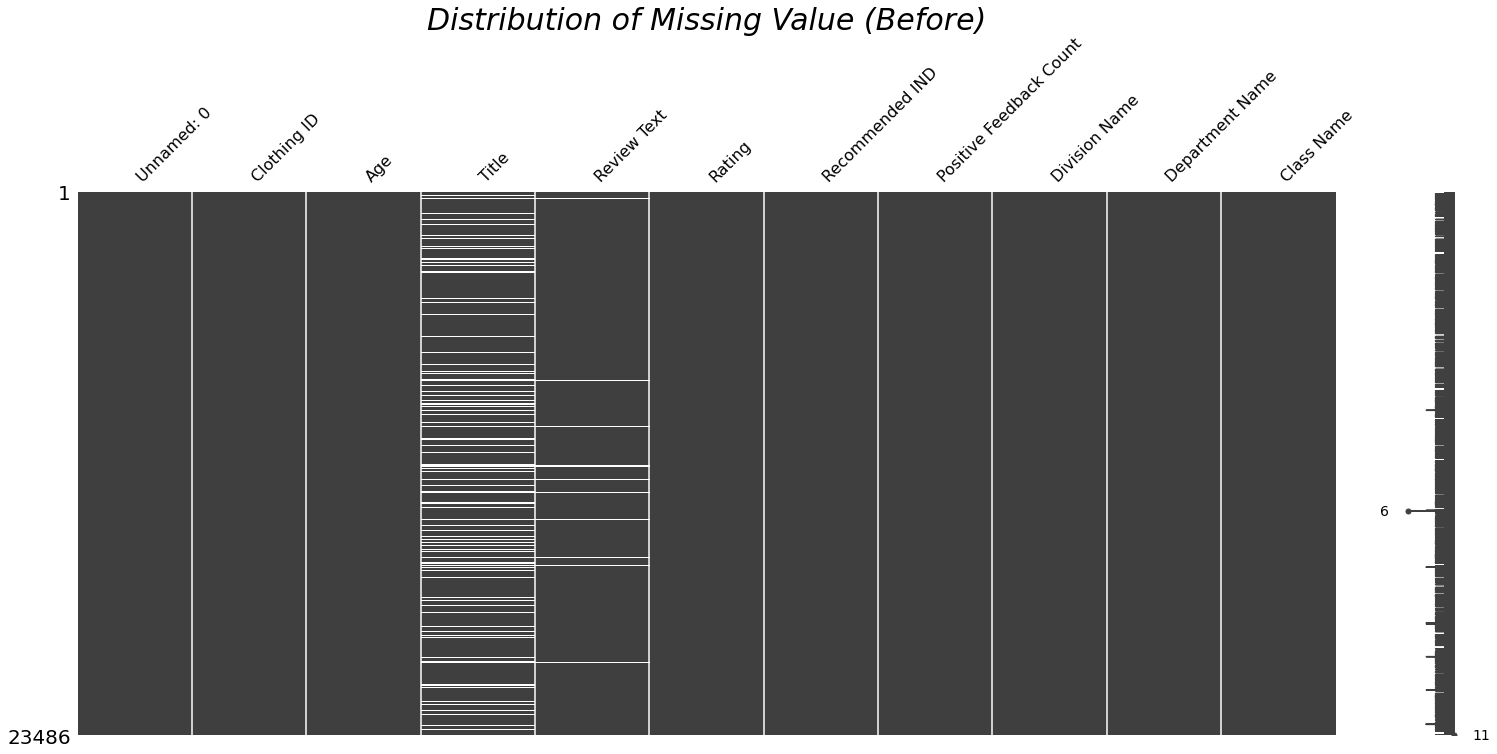 Distribution of Missing Value (Before)
Unnamed: 0
Clothing ID
Age
Title
Review Text
Rating
Recommended IND
Positive Feedback Count
Division Name
Department Name
Class Name
1
6
23486
11